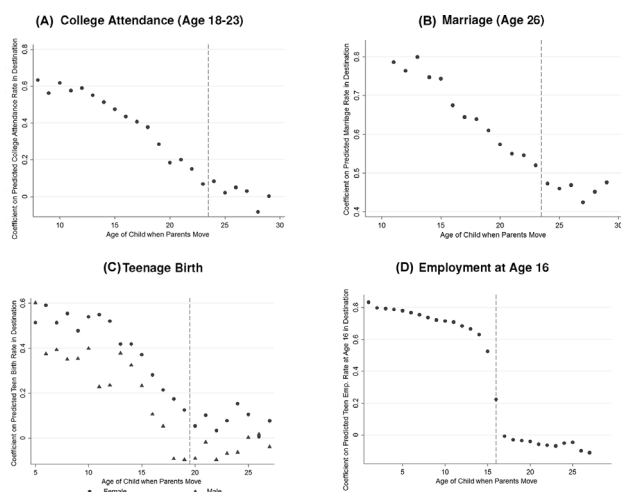 (A) College Attendance (Age 18-23)
Coefficient on Predicted College Attendance Rate in Destination
0.8
0.6
0.4
0.2
0
10 15 20 25 30
Age of Child when Parents Move
(B) Marriage (Age 26)
Coefficient on Predicted Marriage Rate in Destination
0.8
0.7
0.6
0.5
0.4
10 15 20 25 30
Age of Child when Parents Move
(C) Teenage Birth
Coefficient on Predicted Teen Birth Rate in Destination
0.6
0.4
0.2
0
5 10 15 20 25
Age of Child when Parents Move
Female Male
(D) Employment at Age 16
Coefficient on Predicted Teen Emp. Rate at Age 16 in Destination
0.8
0.6
0.4
0.2
0
5 10 15 20 25
Age of Child when Parents Move